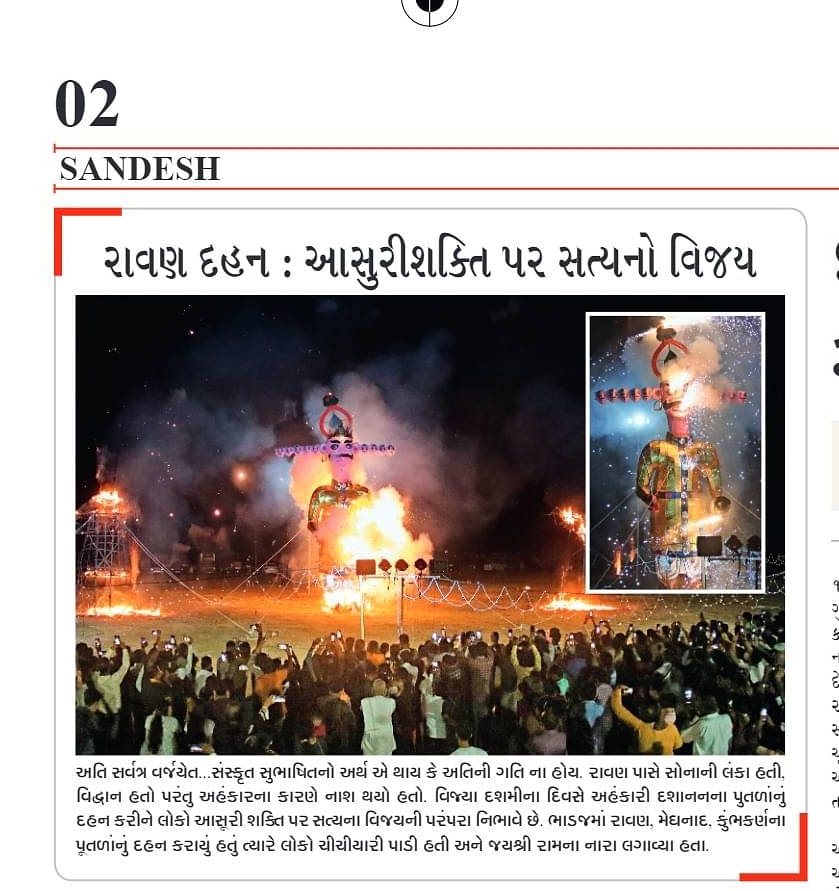 02
SANDESH
રાવણ દહન : આસુરીશક્તિ પર સત્યનો વિજય
અતિ સર્વત્ર વર્જયેત...સંસ્કૃત સુભાષિતનો અર્થ એ થાય કે અતિની ગતિ ના હોય. રાવણ પાસે સોનાની લંકા હતી,
વિદ્વાન હતો પરંતુ અહંકારના કારણે નાશ થયો હતો. વિજ્યા દશમીના દિવસે અહંકારી દશાનનના પુતળાંનું
દહન કરીને લોકો આસૂરી શક્તિ પર સત્યના વિજયની પરંપરા નિભાવે છે. ભાડજમાં રાવણ, મેઘનાદ, કુંભકર્ણના
પૂતળાંનું દહન કરાયું હતું ત્યારે લોકો ચીચીયારી પાડી હતી અને જયશ્રી રામના નારા લગાવ્યા હતા.